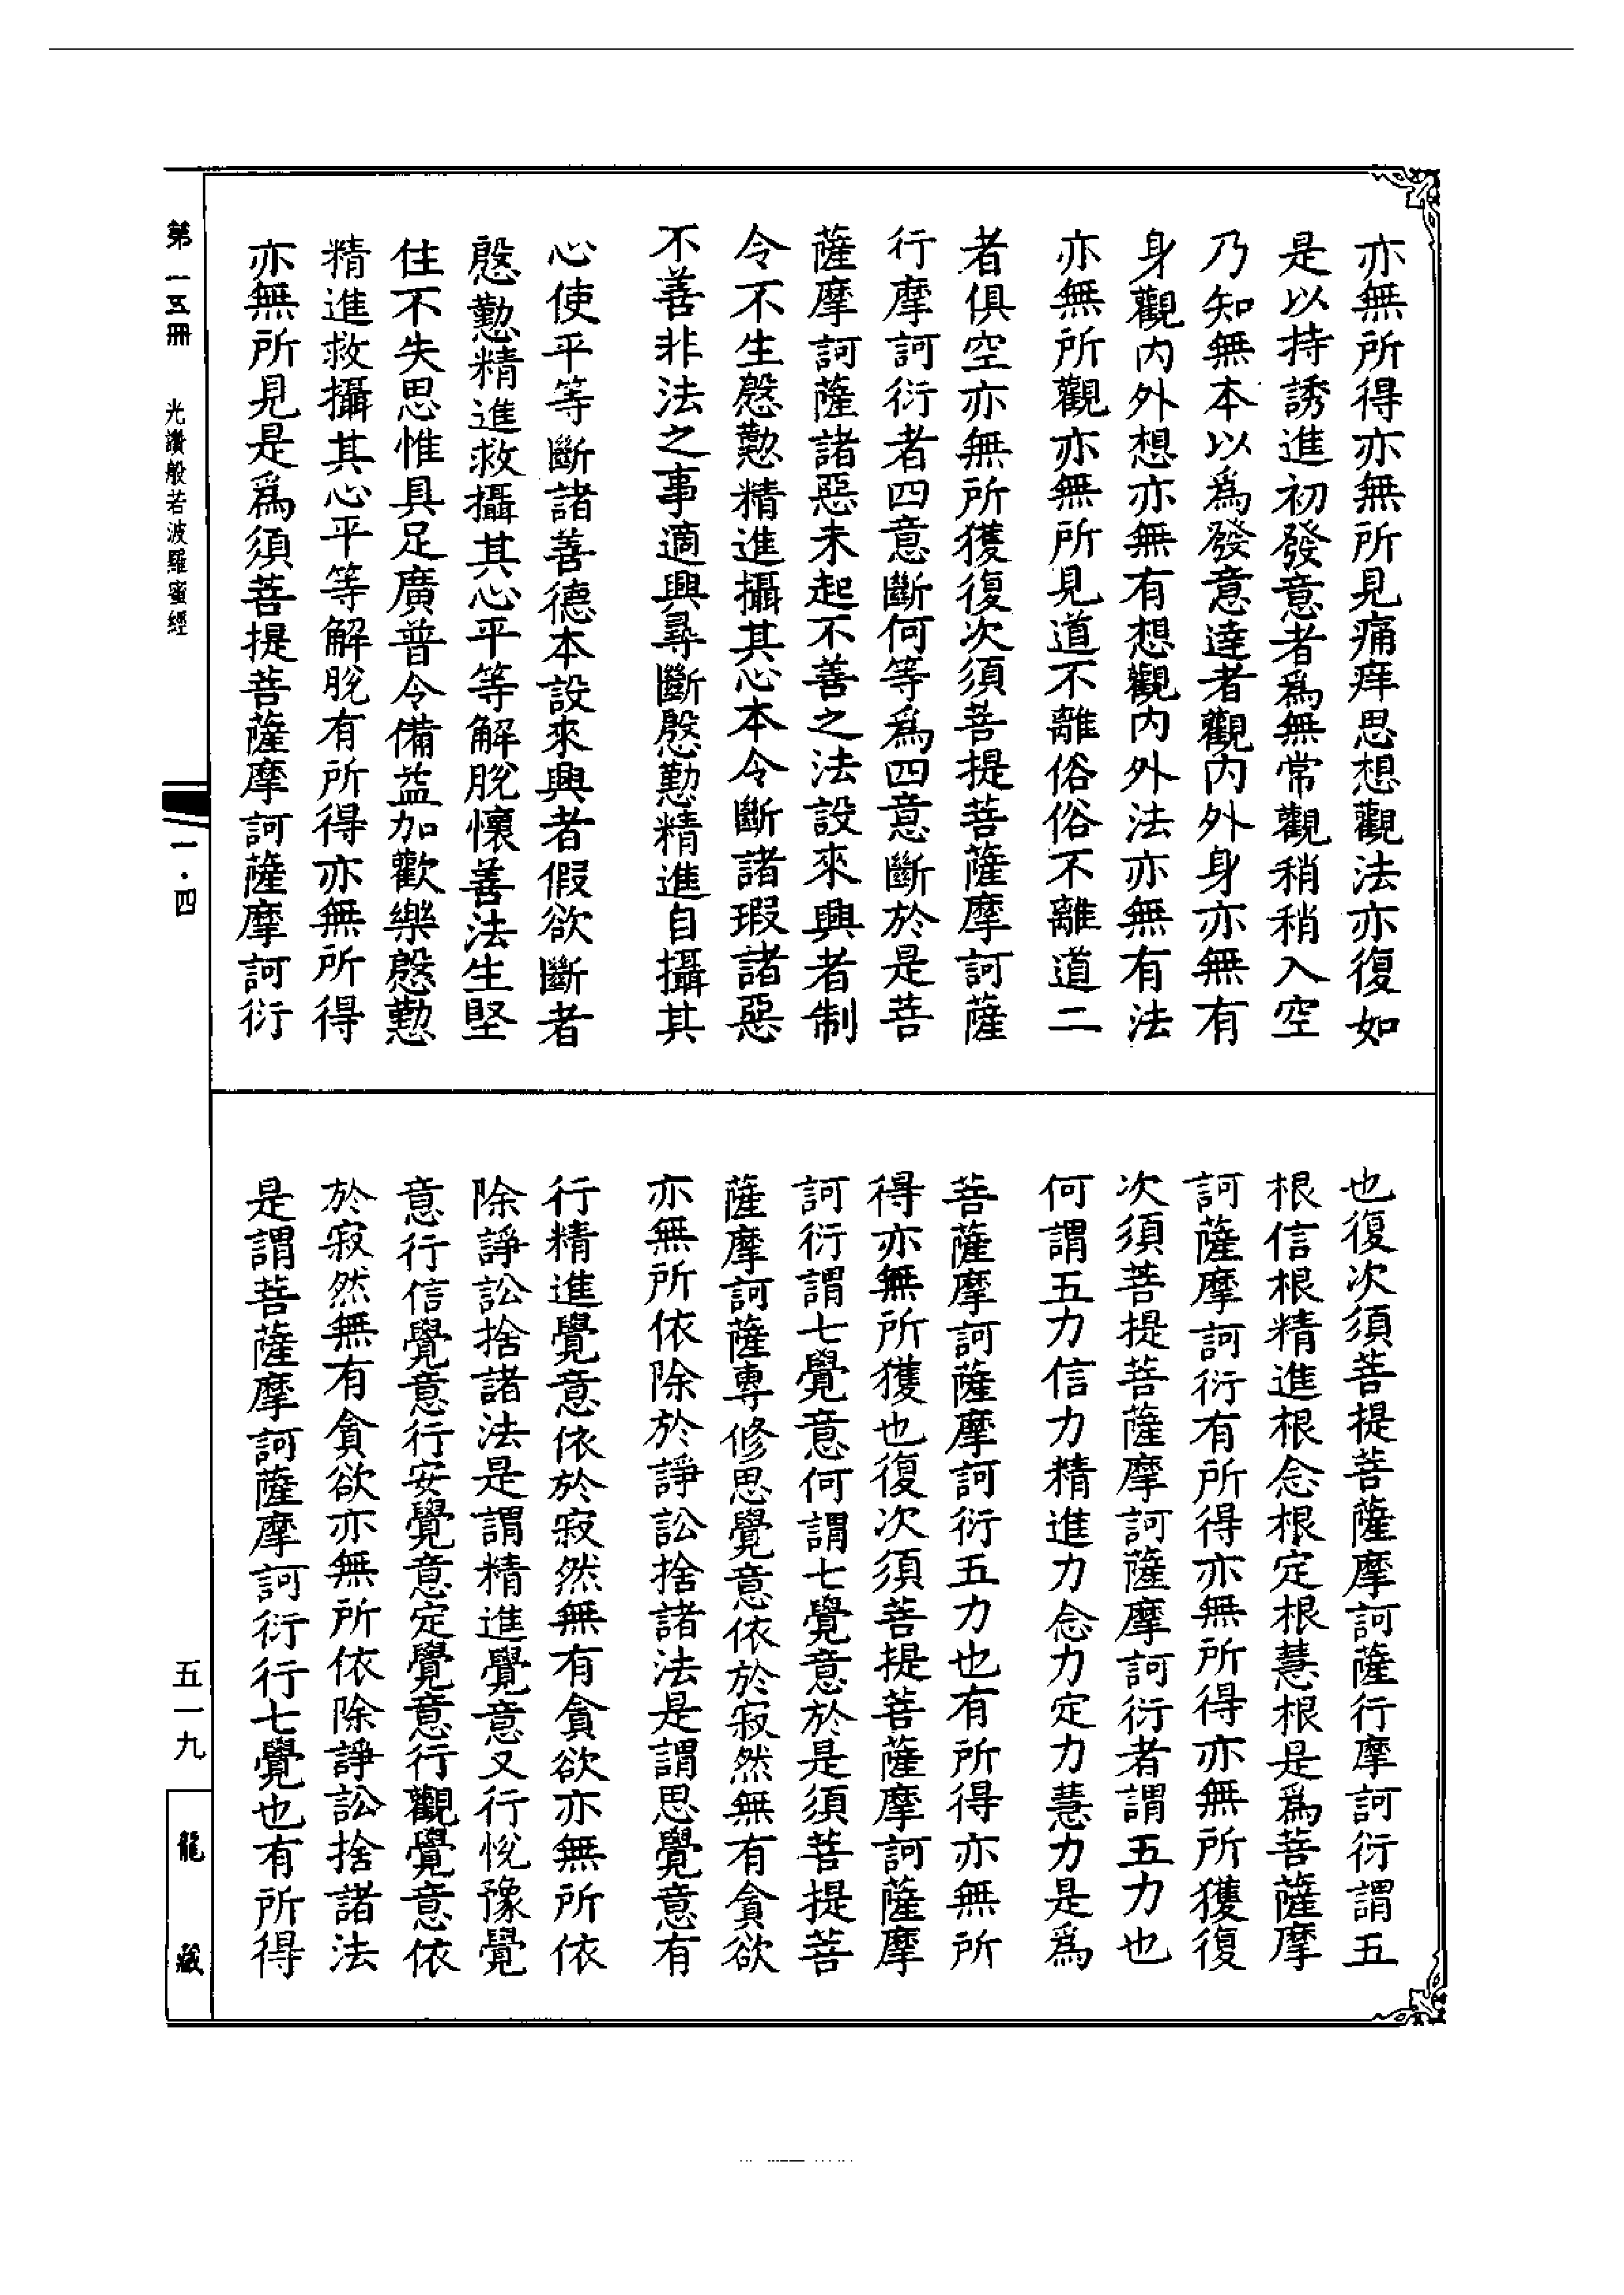 亦無所得亦無所見痛痒思想觀法亦復如
是以持誘進初發意者爲無常觀稍稍入空
乃知無本以爲發意達者觀內外身亦無有
身觀內外想亦無有想觀內外法亦無有法
亦無所觀亦無所見道不離俗俗不離道二
者俱空亦無所獲復次須菩提菩薩摩訶薩
行摩訶衍者四意斷何等爲四意斷於是菩
薩摩訶薩諸惡未起不善之法設來興者制
令不生慇懃精進攝其心本令斷諸瑕諸惡
不善非法之事適興尋斷慇懃精進自攝其
心使平等斷諸善德本設來興者假欲斷者
慇懃精進救攝其心平等解脫懷善法生堅
住不失思惟具足廣普令備益加歡樂慇懃
精進救攝其心平等解脫有所得亦無所得
亦無所見是爲須菩提菩薩摩訶薩摩訶衍
也復次須菩提菩薩摩訶薩行摩訶衍謂五
根信根精進根念根定根慧根是爲菩薩摩
訶薩摩訶衍有所得亦無所得亦無所獲復
次須菩提菩薩摩訶薩摩訶衍者謂五力也
何謂五力信力精進力念力定力慧力是爲
菩薩摩訶薩摩訶衍五力也有所得亦無所
得亦無所獲也復次須菩提菩薩摩訶薩摩
訶衍謂七覺意何謂七覺意於是須菩提菩
薩摩訶薩專修思覺意依於寂然無有貪欲
亦無所依除於諍訟捨諸法是謂思覺意有
行精進覺意依於寂然無有貪欲亦無所依
除諍訟捨諸法是謂精進覺意又行悅豫覺
意行信覺意行安覺意定覺意行觀覺意依
於寂然無有貪欲亦無所依除諍訟捨諸法
是謂菩薩摩訶薩摩訶衍行七覺也有所得
第一五冊 光讚般若波羅蜜經 一·四 五一九 龍藏